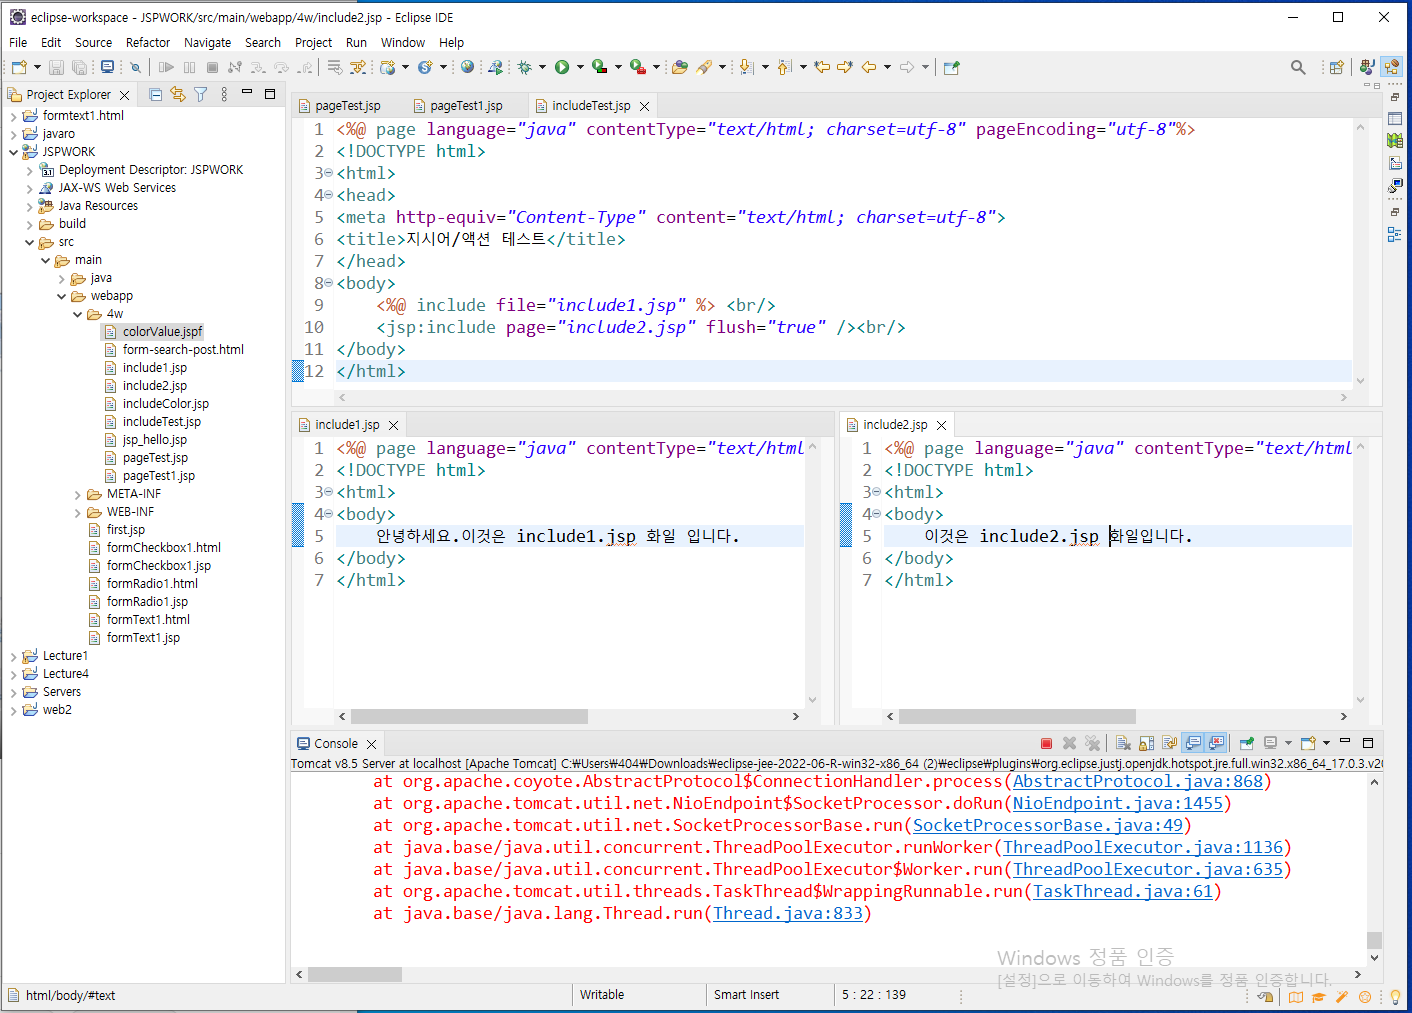 eclipse-workspace - JSPWORK/src/main/webapp/4w/include2.jsp - Eclipse IDE
File Edit Source Refactor Navigate Search Project Run Window Help
Project Explorer
formtext1.html
javaro
JSPWORK
Deployment Descriptor: JSPWORK
JAX-WS Web Services
Java Resources
build
src
main
java
webapp
4w
colorValue.jspf
form-search-post.html
include1.jsp
include2.jsp
includeColor.jsp
includeTest.jsp
jsp_hello.jsp
pageTest.jsp
pageTest1.jsp
META-INF
WEB-INF
first.jsp
formCheckbox1.html
formCheckbox1.jsp
formRadio1.html
formRadio1.jsp
formText1.html
formText1.jsp
Lecture1
Lecture4
Servers
web2
pageTest.jsp pageTest1.jsp includeTest.jsp
1 <%@ page language="java" contentType="text/html; charset=utf-8" pageEncoding="utf-8"%>
2 <!DOCTYPE html>
3 <html>
4 <head>
5 <meta http-equiv="Content-Type" content="text/html; charset=utf-8">
6 <title>지시어/액션 테스트</title>
7 </head>
8 <body>
9 <%@ include file="include1.jsp" %> <br/>
10 <jsp:include page="include2.jsp" flush="true" /><br/>
11 </body>
12 </html>
include1.jsp
1 <%@ page language="java" contentType="text/html
2 <!DOCTYPE html>
3 <html>
4 <body>
5 안녕하세요.이것은 include1.jsp 화일 입니다.
6 </body>
7 </html>
include2.jsp
1 <%@ page language="java" contentType="text/html
2 <!DOCTYPE html>
3 <html>
4 <body>
5 이것은 include2.jsp 화일입니다.
6 </body>
7 </html>
Console
Tomcat v8.5 Server at localhost [Apache Tomcat] C:₩Users₩404₩Downloads₩eclipse-jee-2022-06-R-win32-x86_64 (2)₩eclipse₩plugins₩org.eclipse.justj.openjdk.hotspot.jre.full.win32.x86_64_17.0.3.v20
at org.apache.coyote.AbstractProtocol$ConnectionHandler.process(AbstractProtocol.java:868)
at org.apache.tomcat.util.net.NioEndpoint$SocketProcessor.doRun(NioEndpoint.java:1455)
at org.apache.tomcat.util.net.SocketProcessorBase.run(SocketProcessorBase.java:49)
at java.base/java.util.concurrent.ThreadPoolExecutor.runWorker(ThreadPoolExecutor.java:1136)
at java.base/java.util.concurrent.ThreadPoolExecutor$Worker.run(ThreadPoolExecutor.java:635)
at org.apache.tomcat.util.threads.TaskThread$WrappingRunnable.run(TaskThread.java:61)
at java.base/java.lang.Thread.run(Thread.java:833)
Windows 정품 인증
[설정]으로 이동하여 Windows를 정품 인증합니다.
html/body/#text Writable Smart Insert 5 : 22 : 139